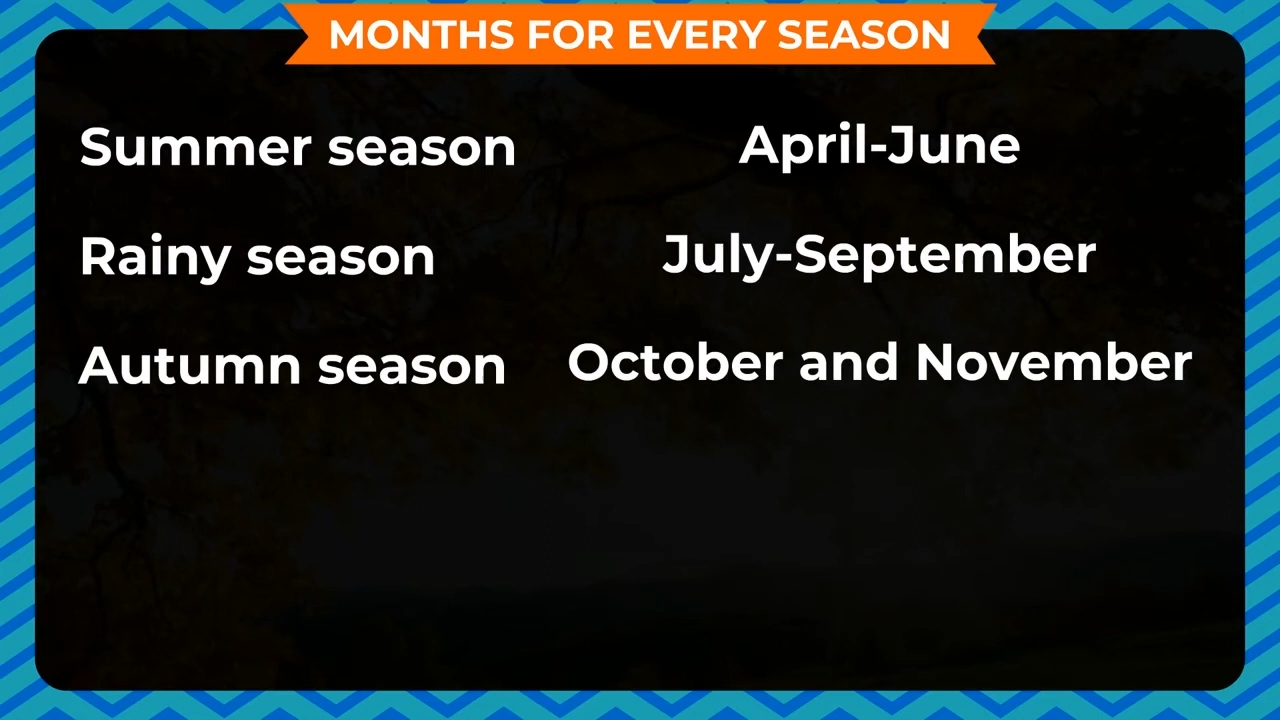 MONTHS FOR EVERY SEASON
Summer season April-June
Rainy season July-September
Autumn season October and November